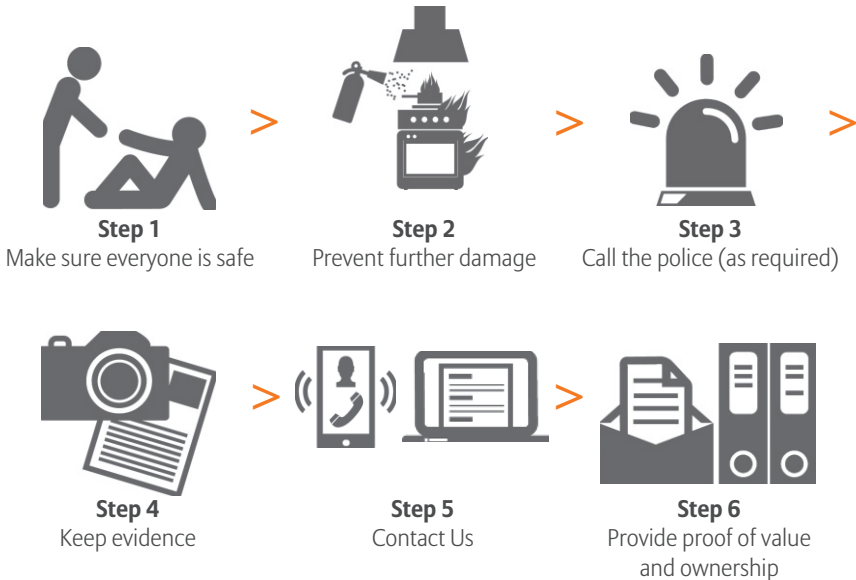 Step 1
Make sure everyone is safe
Step 2
Prevent further damage
Step 3
Call the police (as required)
Step 4
Keep evidence
Step 5
Contact Us
Step 6
Provide proof of value
and ownership